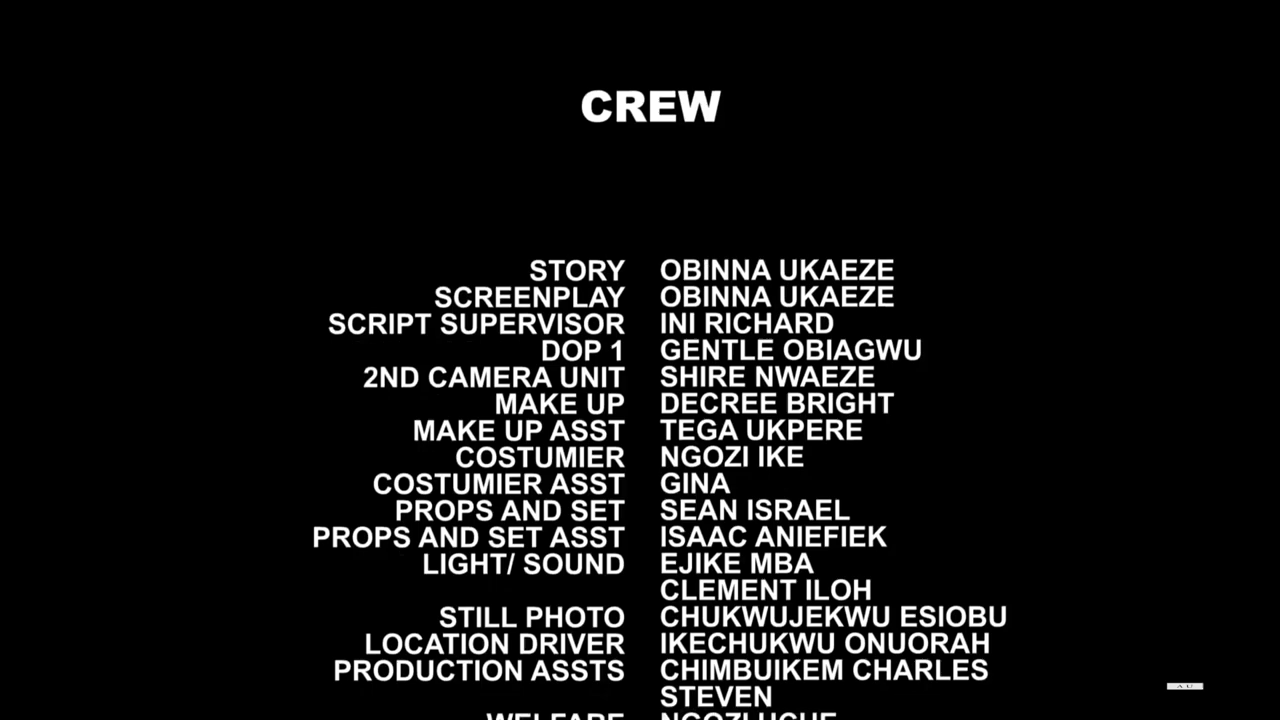 CREW
STORY OBINNA UKAEZE
SCREENPLAY OBINNA UKAEZE
SCRIPT SUPERVISOR INI RICHARD
DOP 1 GENTLE OBIAGWU
2ND CAMERA UNIT SHIRE NWAEZE
MAKE UP DECREE BRIGHT
MAKE UP ASST TEGA UKPERE
COSTUMIER NGOZI IKE
COSTUMIER ASST GINA
PROPS AND SET SEAN ISRAEL
PROPS AND SET ASST ISAAC ANIEFIEK
LIGHT/ SOUND EJIKE MBA
CLEMENT ILOH
STILL PHOTO CHUKWUJEKWU ESIOBU
LOCATION DRIVER IKECHUKWU ONUORAH
PRODUCTION ASSTS CHIMBUIKEM CHARLES
STEVEN
WELFARE NGOZI
AU